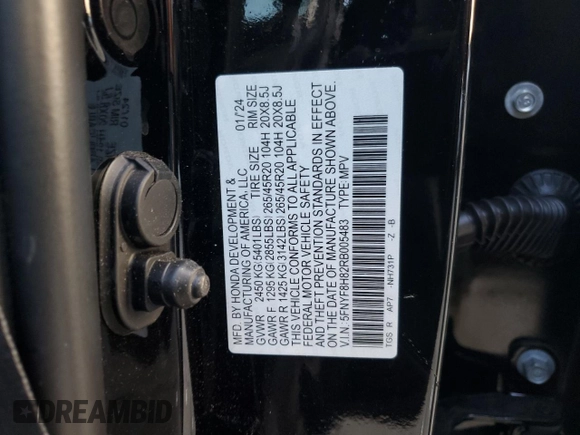 MFD. BY HONDA DEVELOPMENT &
MANUFACTURING OF AMERICA, LLC 01/'24
GVWR 2450 KG(5401LBS) TIRE SIZE RIM SIZE
GAWR F 1295 KG(2855LBS) 265/45R20 104H 20X8.5J
GAWR R 1425 KG(3142LBS) 265/45R20 104H 20X8.5J
THIS VEHICLE CONFORMS TO ALL APPLICABLE
FEDERAL MOTOR VEHICLE SAFETY
AND THEFT PREVENTION STANDARDS IN EFFECT
ON THE DATE OF MANUFACTURE SHOWN ABOVE.
V.I.N.: 5FNYF8H82RB005483 TYPE:MPV
TGS R AP7 -NH731P -Z -B
DREAMBID